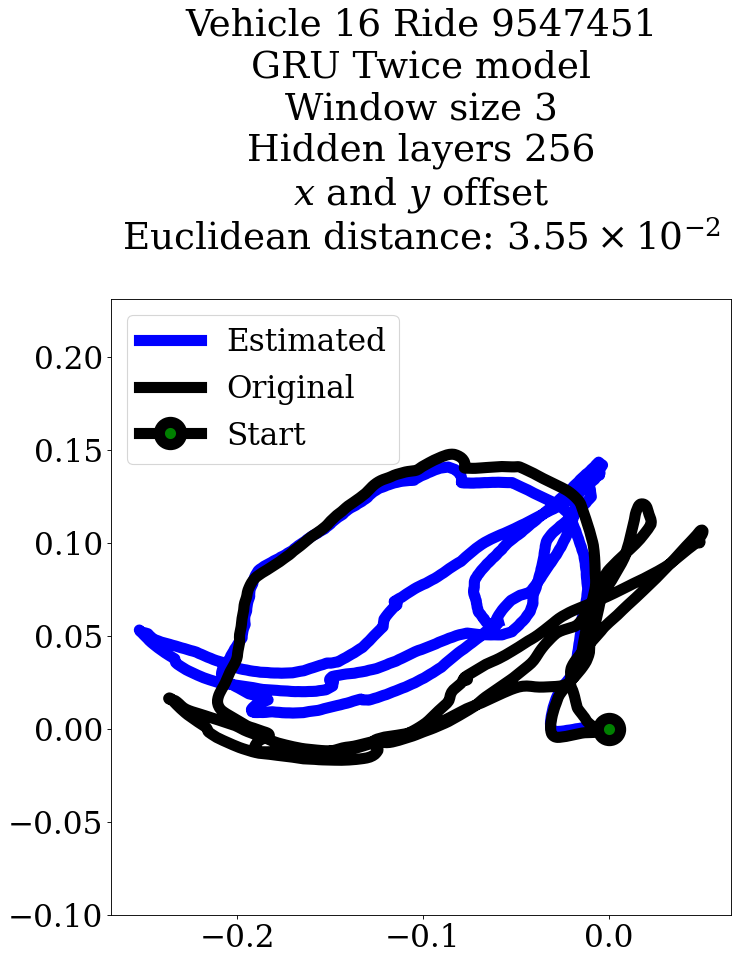 Vehicle 16 Ride 9547451
GRU Twice model
Window size 3
Hidden layers 256
x and y offset
Euclidean distance: 3.55 × 10⁻²
Estimated
Original
Start
0.20
0.15
0.10
0.05
0.00
−0.05
−0.10
−0.2
−0.1
0.0